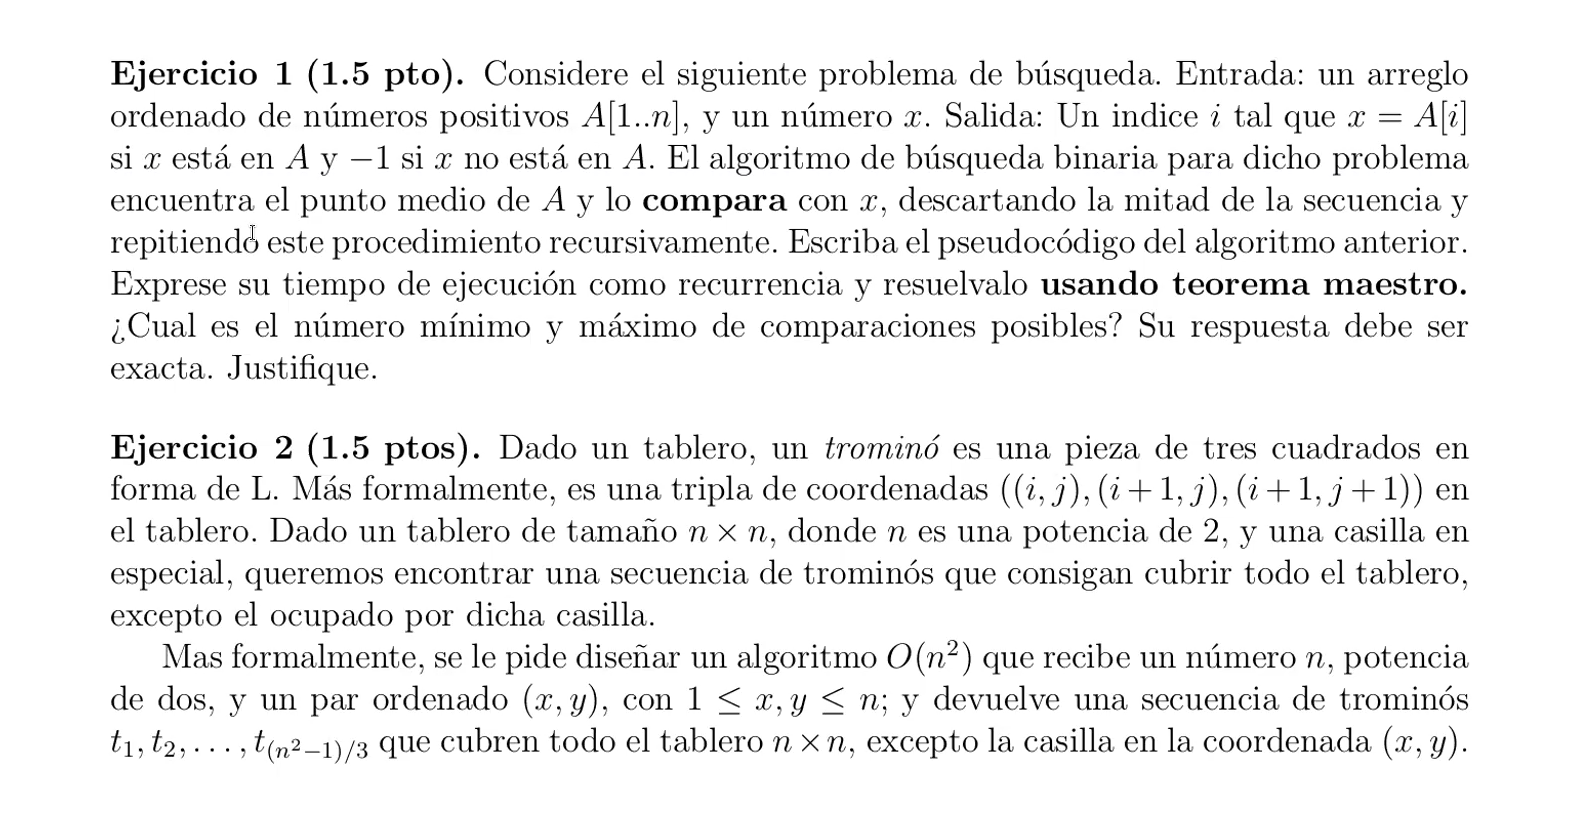 Ejercicio 1 (1.5 pto). Considere el siguiente problema de búsqueda. Entrada: un arreglo
ordenado de números positivos A[1..n], y un número x. Salida: Un indice i tal que x = A[i]
si x está en A y −1 si x no está en A. El algoritmo de búsqueda binaria para dicho problema
encuentra el punto medio de A y lo compara con x, descartando la mitad de la secuencia y
repitiendo este procedimiento recursivamente. Escriba el pseudocódigo del algoritmo anterior.
Exprese su tiempo de ejecución como recurrencia y resuelvalo usando teorema maestro.
¿Cual es el número mínimo y máximo de comparaciones posibles? Su respuesta debe ser
exacta. Justifique.
Ejercicio 2 (1.5 ptos). Dado un tablero, un trominó es una pieza de tres cuadrados en
forma de L. Más formalmente, es una tripla de coordenadas ((i, j), (i + 1, j), (i + 1, j + 1)) en
el tablero. Dado un tablero de tamaño n × n, donde n es una potencia de 2, y una casilla en
especial, queremos encontrar una secuencia de trominós que consigan cubrir todo el tablero,
excepto el ocupado por dicha casilla.
Mas formalmente, se le pide diseñar un algoritmo O(n²) que recibe un número n, potencia
de dos, y un par ordenado (x, y), con 1 ≤ x, y ≤ n; y devuelve una secuencia de trominós
t₁, t₂, . . . , t₍ₙ²₋₁₎/₃ que cubren todo el tablero n × n, excepto la casilla en la coordenada (x, y).